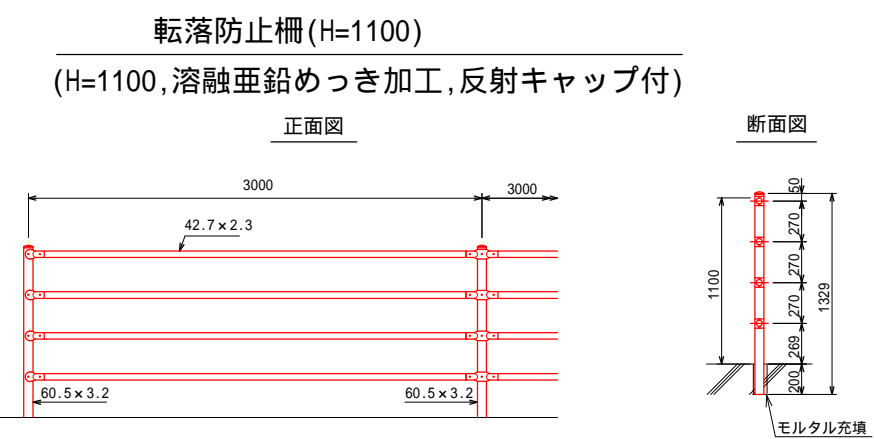 転落防止柵(H=1100)
(H=1100,溶融亜鉛めっき加工,反射キャップ付)
正面図
断面図
3000
3000
42.7×2.3
60.5×3.2
60.5×3.2
50
270
270
270
269
200
1100
1329
モルタル充填